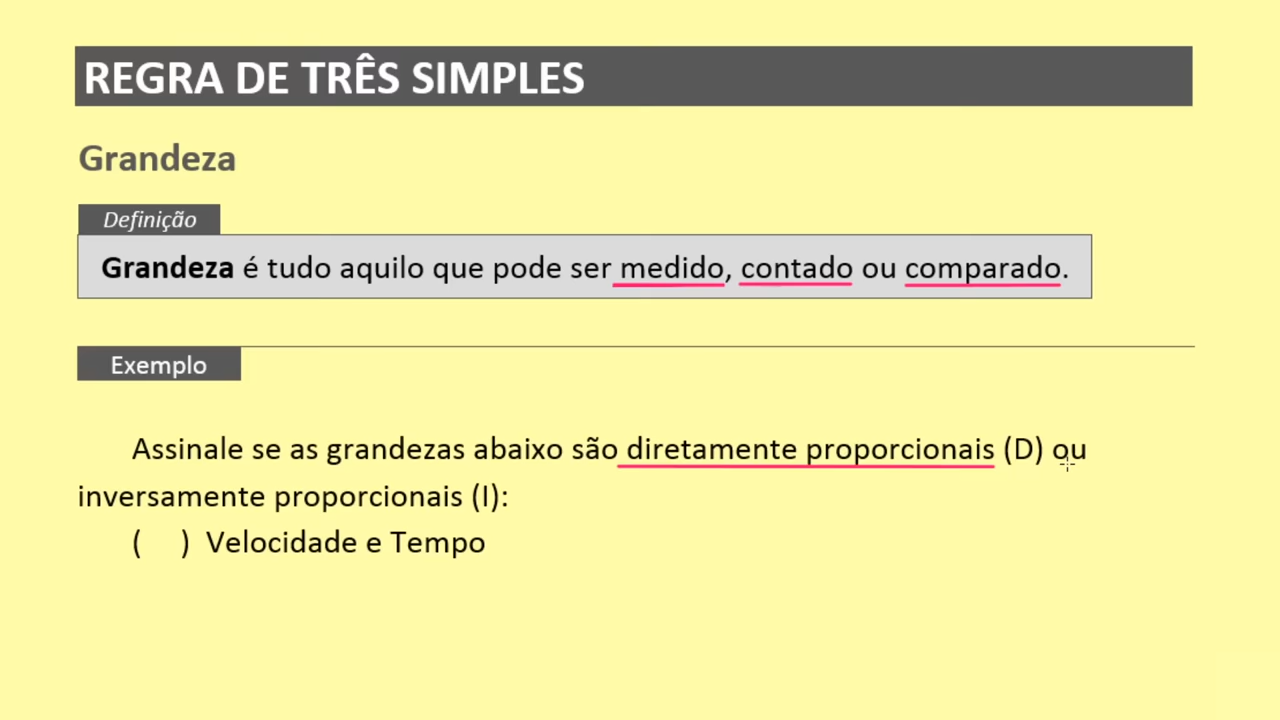 REGRA DE TRÊS SIMPLES
Grandeza
Definição
Grandeza é tudo aquilo que pode ser medido, contado ou comparado.
Exemplo
Assinale se as grandezas abaixo são diretamente proporcionais (D) ou
inversamente proporcionais (I):
(    ) Velocidade e Tempo